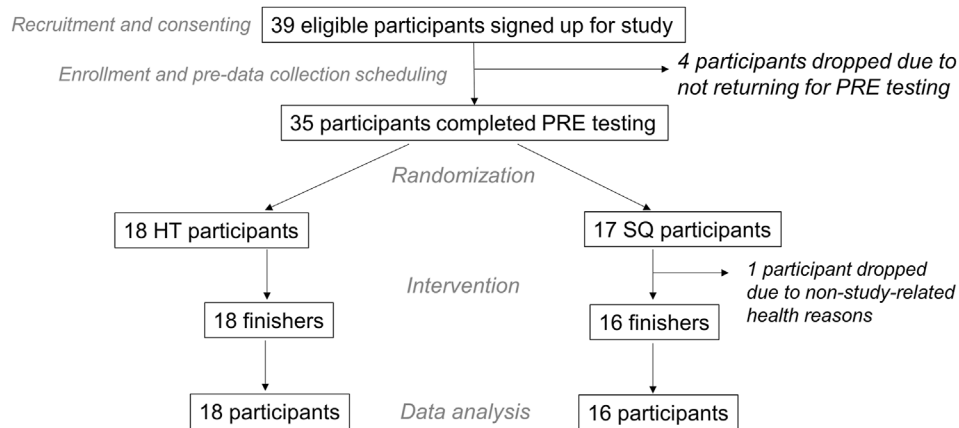 Recruitment and consenting
39 eligible participants signed up for study
Enrollment and pre-data collection scheduling
4 participants dropped due to
not returning for PRE testing
35 participants completed PRE testing
Randomization
18 HT participants
17 SQ participants
Intervention
1 participant dropped
due to non-study-related
health reasons
18 finishers
16 finishers
18 participants
Data analysis
16 participants